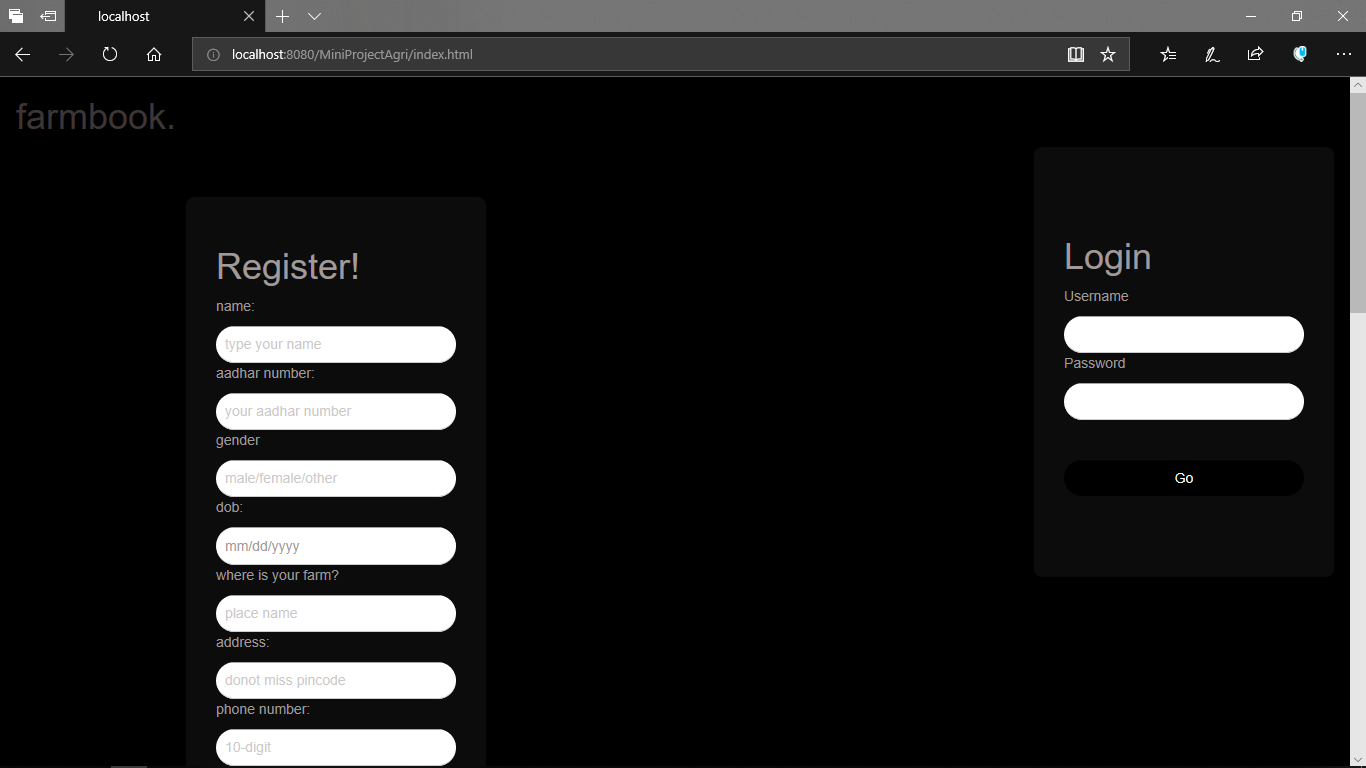 localhost
localhost:8080/MiniProjectAgri/index.html
farmbook.
Register!
name:
type your name
aadhar number:
your aadhar number
gender
male/female/other
dob:
mm/dd/yyyy
where is your farm?
place name
address:
donot miss pincode
phone number:
10-digit
Login
Username
Password
Go